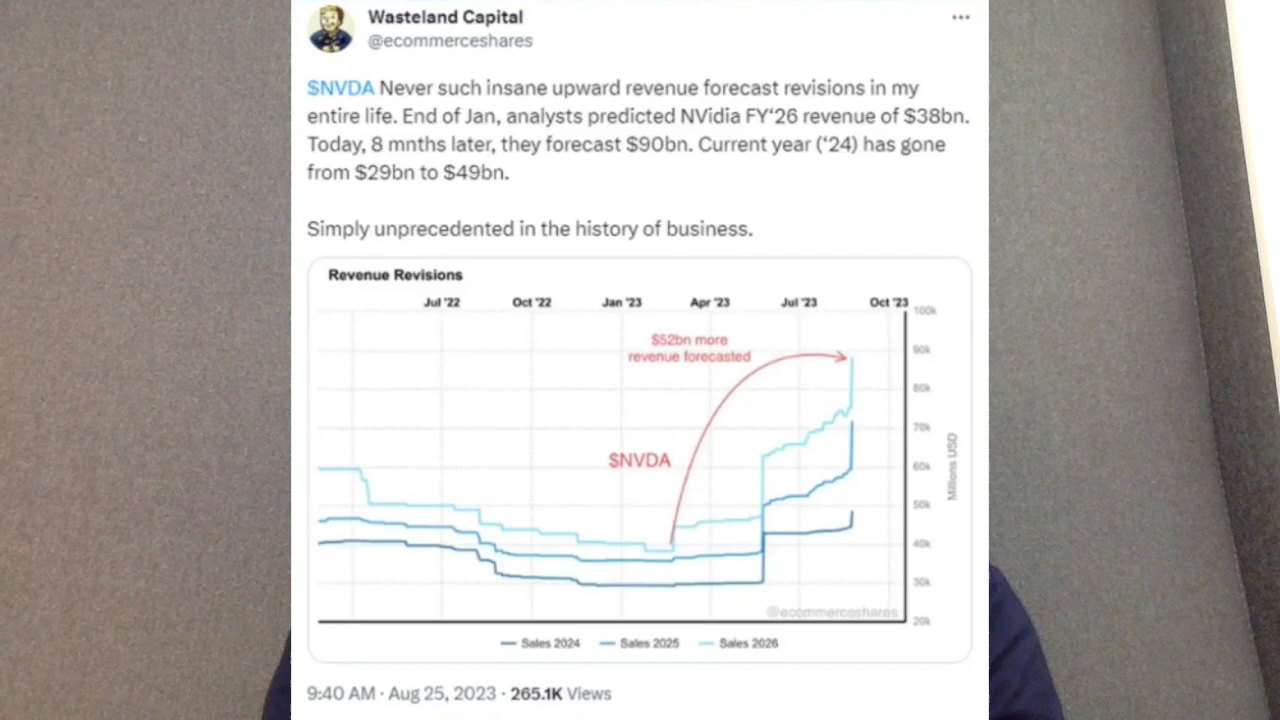 Wasteland Capital
@ecommerceshares
$NVDA Never such insane upward revenue forecast revisions in my
entire life. End of Jan, analysts predicted NVidia FY‘26 revenue of $38bn.
Today, 8 mnths later, they forecast $90bn. Current year (‘24) has gone
from $29bn to $49bn.
Simply unprecedented in the history of business.
Revenue Revisions
Jul '22 Oct '22 Jan '23 Apr '23 Jul '23 Oct '23
100k
$52bn more
revenue forecasted
90k
80k
70k
$NVDA
60k
Millions USD
50k
40k
30k
@ecommerceshares
20k
Sales 2024 Sales 2025 Sales 2026
9:40 AM · Aug 25, 2023 · 265.1K Views